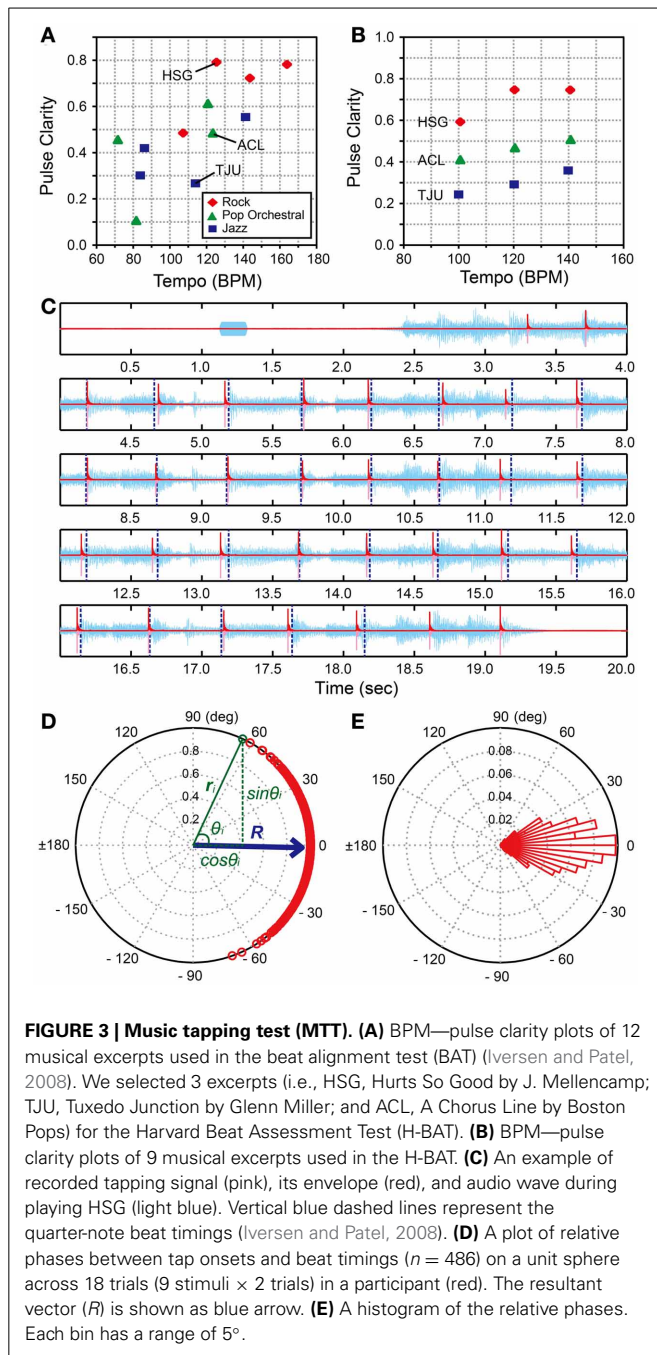 A
B
0.8
0.6
0.4
0.2
0.0
Pulse Clarity
HSG
ACL
TJU
Rock
Pop Orchestral
Jazz
60 80 100 120 140 160 180
Tempo (BPM)
1.0
0.8
0.6
0.4
0.2
0.0
Pulse Clarity
HSG
ACL
TJU
80 100 120 140 160
Tempo (BPM)
C
0.5 1.0 1.5 2.0 2.5 3.0 3.5 4.0
4.5 5.0 5.5 6.0 6.5 7.0 7.5 8.0
8.5 9.0 9.5 10.0 10.5 11.0 11.5 12.0
12.5 13.0 13.5 14.0 14.5 15.0 15.5 16.0
16.5 17.0 17.5 18.0 18.5 19.0 19.5 20.0
Time (sec)
D
90 (deg)
120
60
150
30
±180
0
- 150
- 30
- 120
- 60
- 90
0.8
0.6
0.4
0.2
rᵢ
sinθᵢ
θᵢ
R
cosθᵢ
E
90 (deg)
120
60
150
30
±180
0
- 150
- 30
- 120
- 60
- 90
0.08
0.06
0.04
0.02
FIGURE 3 | Music tapping test (MTT). (A) BPM—pulse clarity plots of 12
musical excerpts used in the beat alignment test (BAT) (Iversen and Patel,
2008). We selected 3 excerpts (i.e., HSG, Hurts So Good by J. Mellencamp;
TJU, Tuxedo Junction by Glenn Miller; and ACL, A Chorus Line by Boston
Pops) for the Harvard Beat Assessment Test (H-BAT). (B) BPM—pulse
clarity plots of 9 musical excerpts used in the H-BAT. (C) An example of
recorded tapping signal (pink), its envelope (red), and audio wave during
playing HSG (light blue). Vertical blue dashed lines represent the
quarter-note beat timings (Iversen and Patel, 2008). (D) A plot of relative
phases between tap onsets and beat timings (n = 486) on a unit sphere
across 18 trials (9 stimuli × 2 trials) in a participant (red). The resultant
vector (R) is shown as blue arrow. (E) A histogram of the relative phases.
Each bin has a range of 5°.